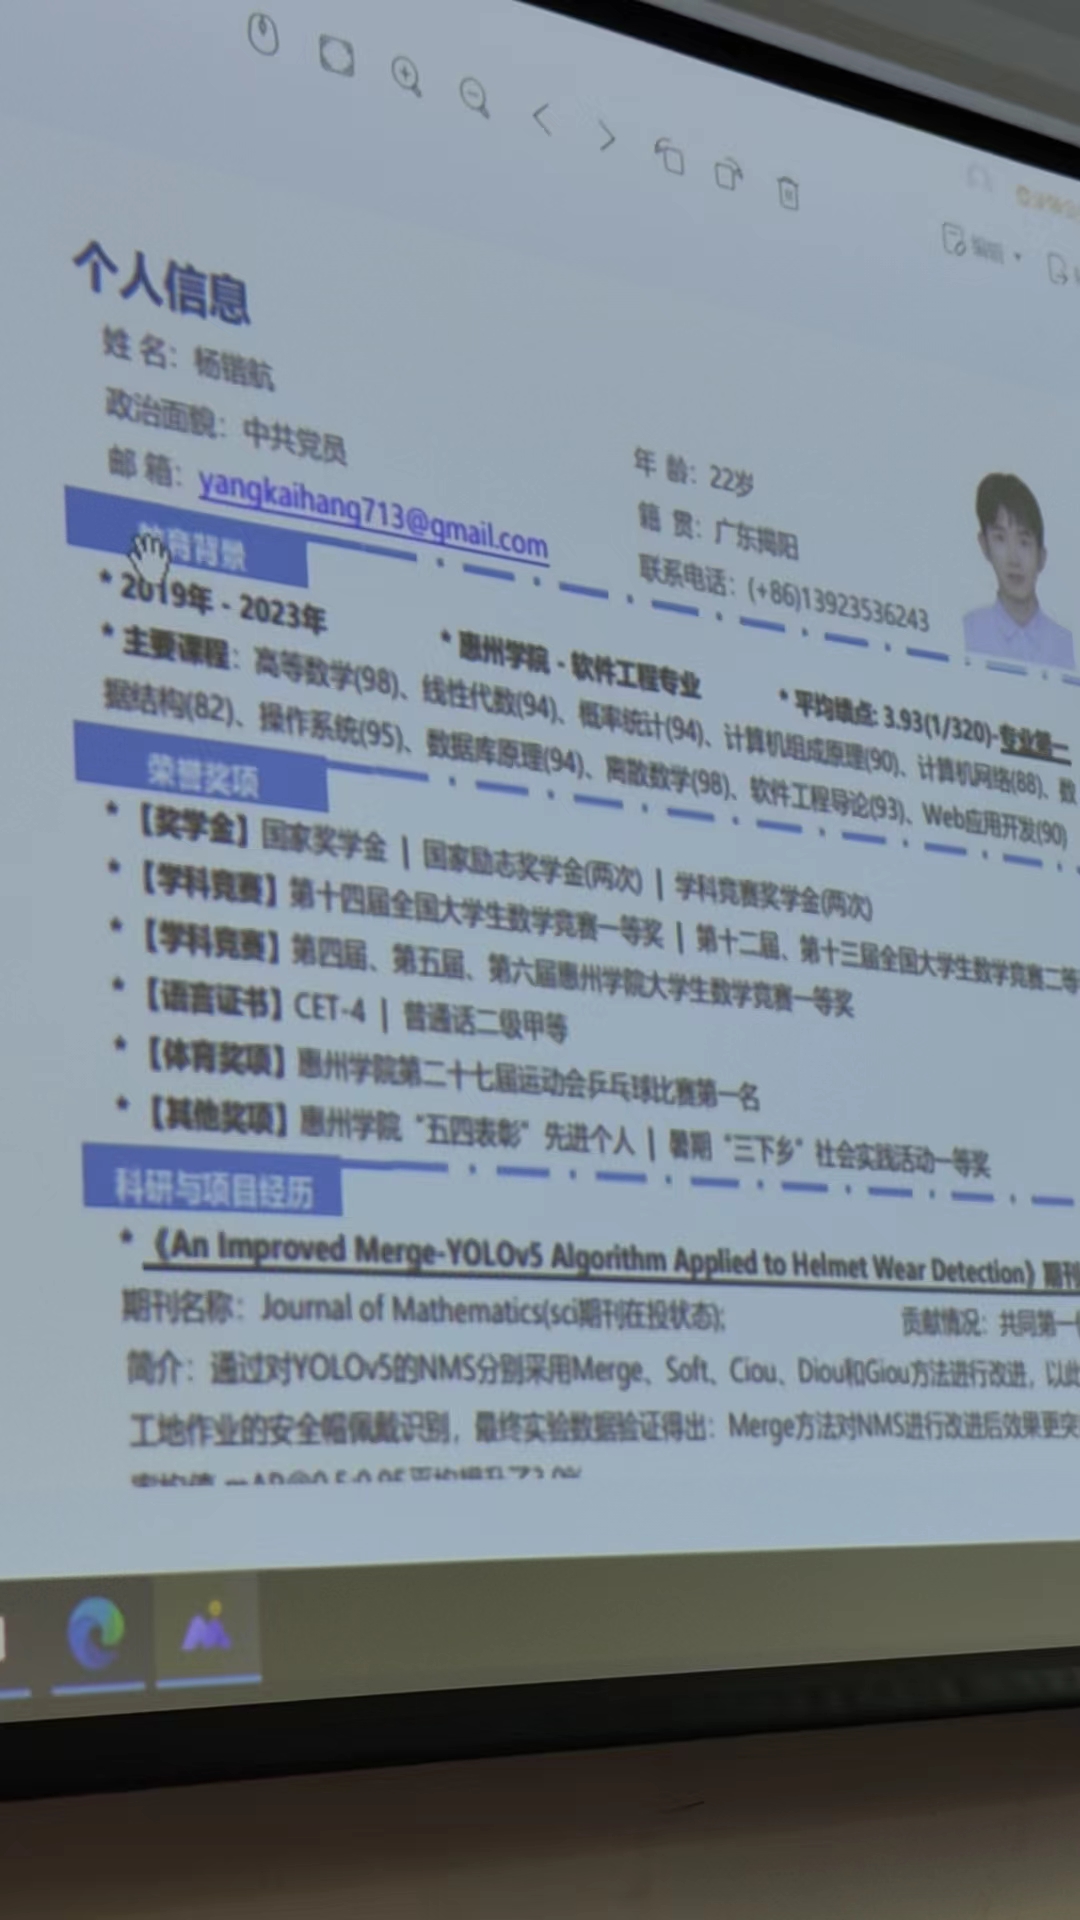 编辑
个人信息
姓 名：杨锴航
政治面貌：中共党员
年 龄：22岁
邮 箱：yangkaihang713@gmail.com
籍 贯：广东揭阳
联系电话：(+86)13923536243
教育背景
* 2019年 - 2023年 * 惠州学院 - 软件工程专业 * 平均绩点: 3.93(1/320)-专业第一
* 主要课程：高等数学(98)、线性代数(94)、概率统计(94)、计算机组成原理(90)、计算机网络(88)、数
据结构(82)、操作系统(95)、数据库原理(94)、离散数学(98)、软件工程导论(93)、Web应用开发(90)
荣誉奖项
* 【奖学金】国家奖学金 | 国家励志奖学金(两次) | 学科竞赛奖学金(两次)
* 【学科竞赛】第十四届全国大学生数学竞赛一等奖 | 第十二届、第十三届全国大学生数学竞赛二等
* 【学科竞赛】第四届、第五届、第六届惠州学院大学生数学竞赛一等奖
* 【语言证书】CET-4 | 普通话二级甲等
* 【体育奖项】惠州学院第二十七届运动会乒乓球比赛第一名
* 【其他奖项】惠州学院“五四表彰”先进个人 | 暑期“三下乡”社会实践活动一等奖
科研与项目经历
* 《An Improved Merge-YOLOv5 Algorithm Applied to Helmet Wear Detection》期刊
期刊名称：Journal of Mathematics(sci期刊在投状态); 贡献情况：共同第一
简介：通过对YOLOv5的NMS分别采用Merge、Soft、Ciou、Diou和Giou方法进行改进，以此
工地作业的安全帽佩戴识别，最终实验数据验证得出：Merge方法对NMS进行改进后效果更突